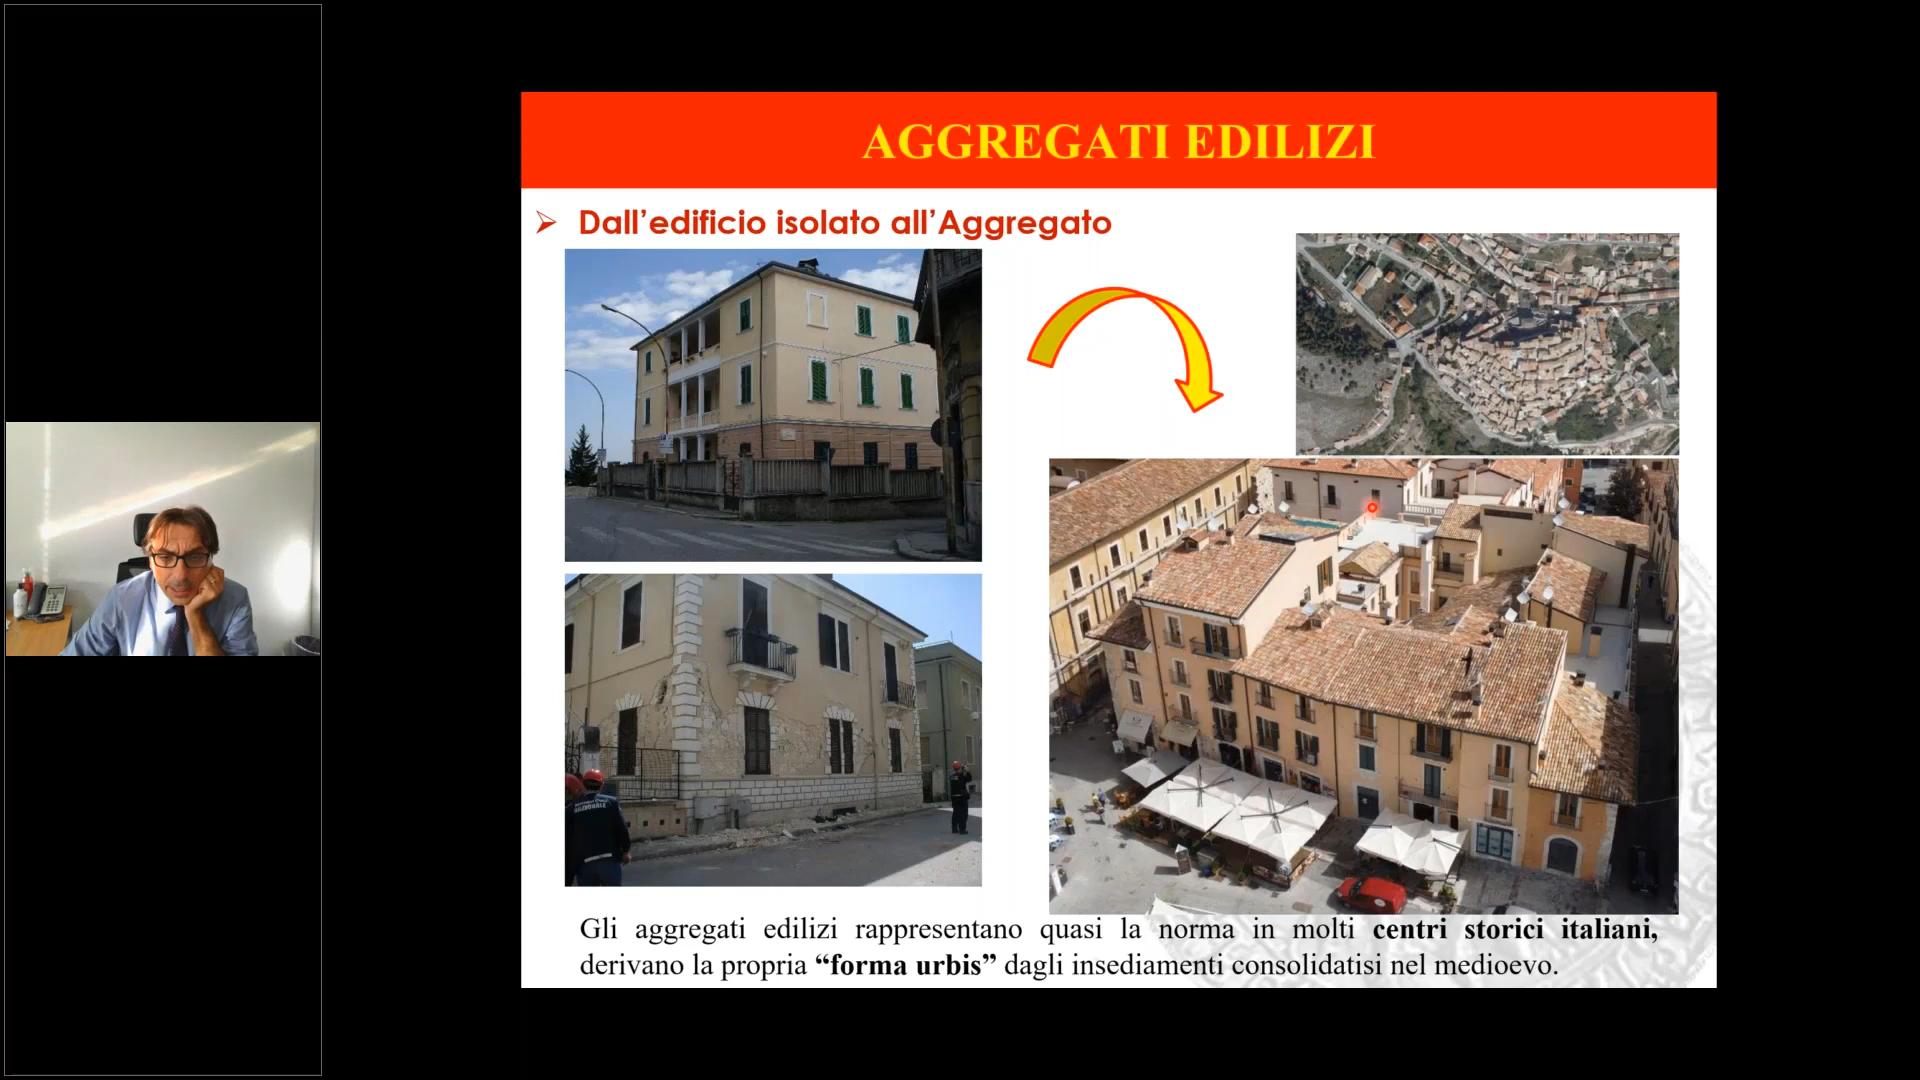 AGGREGATI EDILIZI
Dall’edificio isolato all’Aggregato
Gli aggregati edilizi rappresentano quasi la norma in molti centri storici italiani,
derivano la propria “forma urbis” dagli insediamenti consolidatisi nel medioevo.